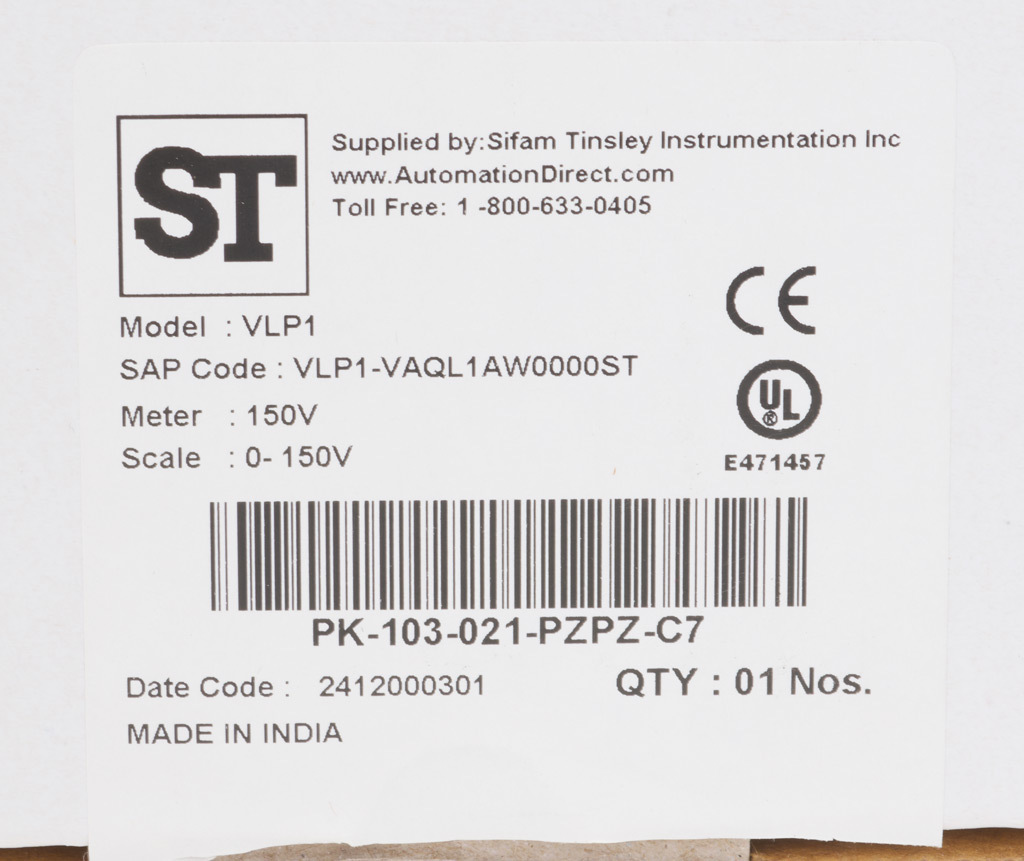 ST
Supplied by:Sifam Tinsley Instrumentation Inc
www.AutomationDirect.com
Toll Free: 1 -800-633-0405
CE
Model : VLP1
SAP Code : VLP1-VAQL1AW0000ST
UL
®
Meter : 150V
Scale : 0- 150V
E471457
PK-103-021-PZPZ-C7
Date Code : 2412000301
QTY : 01 Nos.
MADE IN INDIA